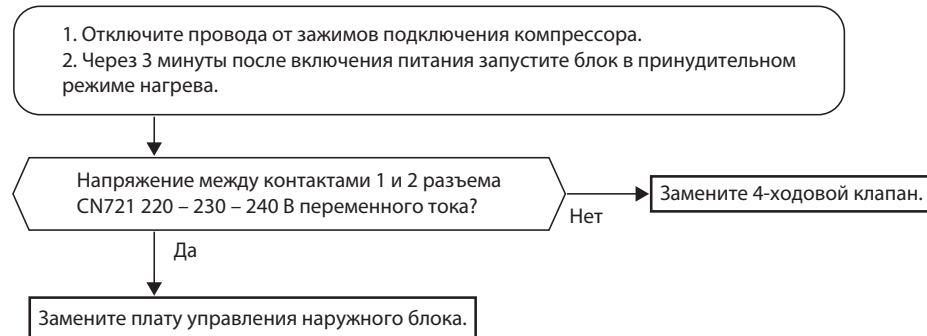 1. Отключите провода от зажимов подключения компрессора.
2. Через 3 минуты после включения питания запустите блок в принудительном
режиме нагрева.
Напряжение между контактами 1 и 2 разъема
CN721 220 – 230 – 240 В переменного тока?
Нет
Замените 4-ходовой клапан.
Да
Замените плату управления наружного блока.